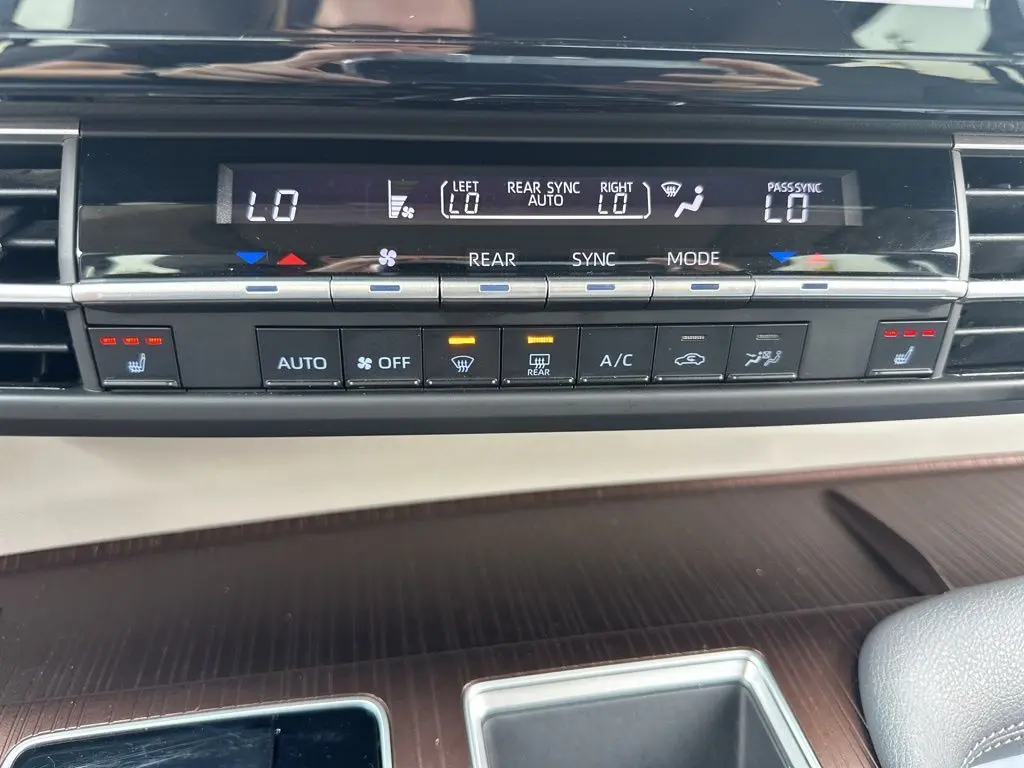 LO
LEFT
LO
REAR SYNC
AUTO
RIGHT
LO
PASS SYNC
LO
REAR
SYNC
MODE
AUTO
OFF
REAR
A/C